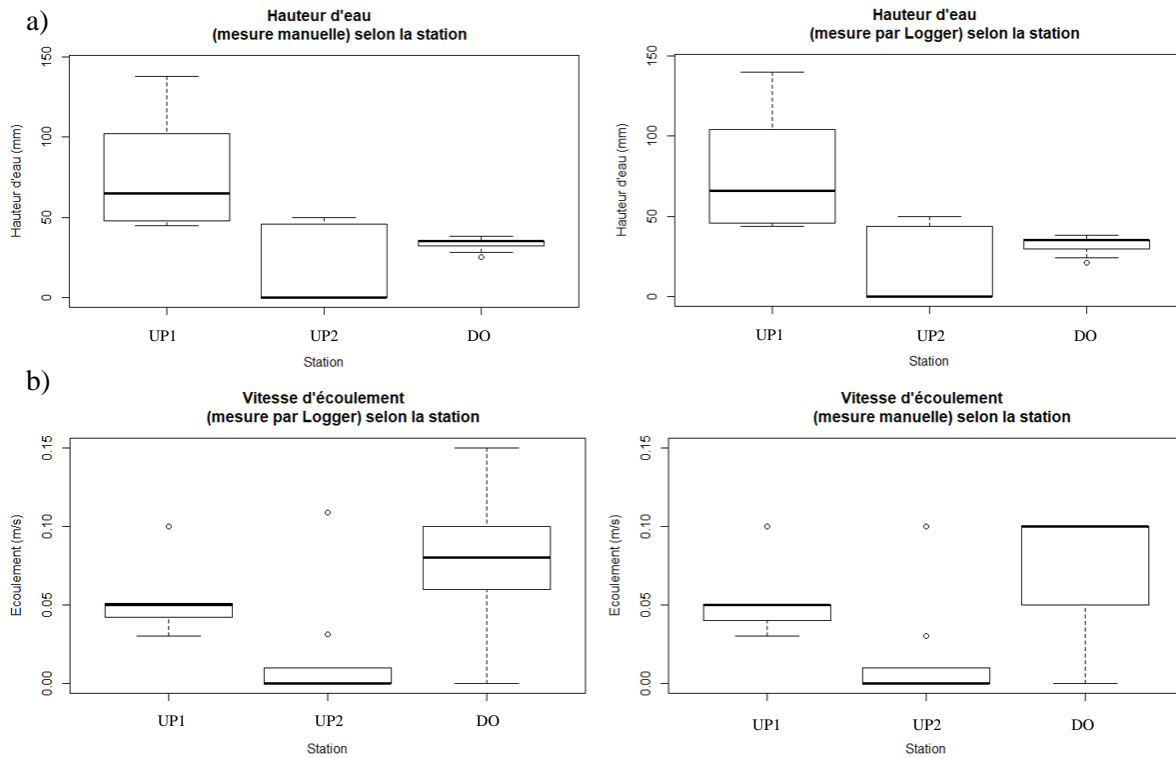 a)
Hauteur d'eau
(mesure manuelle) selon la station
Hauteur d'eau (mm)
150
100
50
0
UP1 UP2 DO
Station
Hauteur d'eau
(mesure par Logger) selon la station
Hauteur d'eau (mm)
150
100
50
0
UP1 UP2 DO
Station
b)
Vitesse d'écoulement
(mesure par Logger) selon la station
Ecoulement (m/s)
0.15
0.10
0.05
0.00
UP1 UP2 DO
Station
Vitesse d'écoulement
(mesure manuelle) selon la station
Ecoulement (m/s)
0.15
0.10
0.05
0.00
UP1 UP2 DO
Station